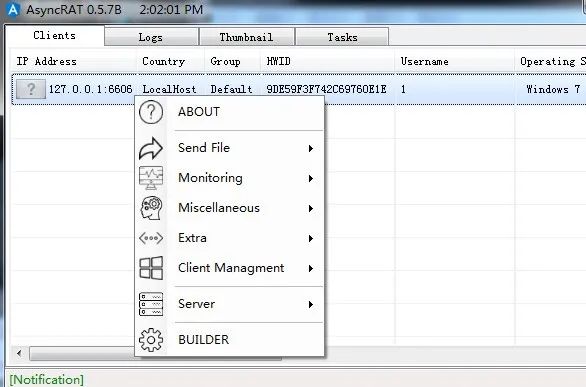 AsyncRAT 0.5.7B 2:02:01 PM
Clients Logs Thumbnail Tasks
IP Address Country Group HWID Username Operating S
127.0.0.1:6606 LocalHost Default 9DE59F3F742C69760E1E 1 Windows 7
ABOUT
Send File
Monitoring
Miscellaneous
Extra
Client Managment
Server
BUILDER
[Notification]